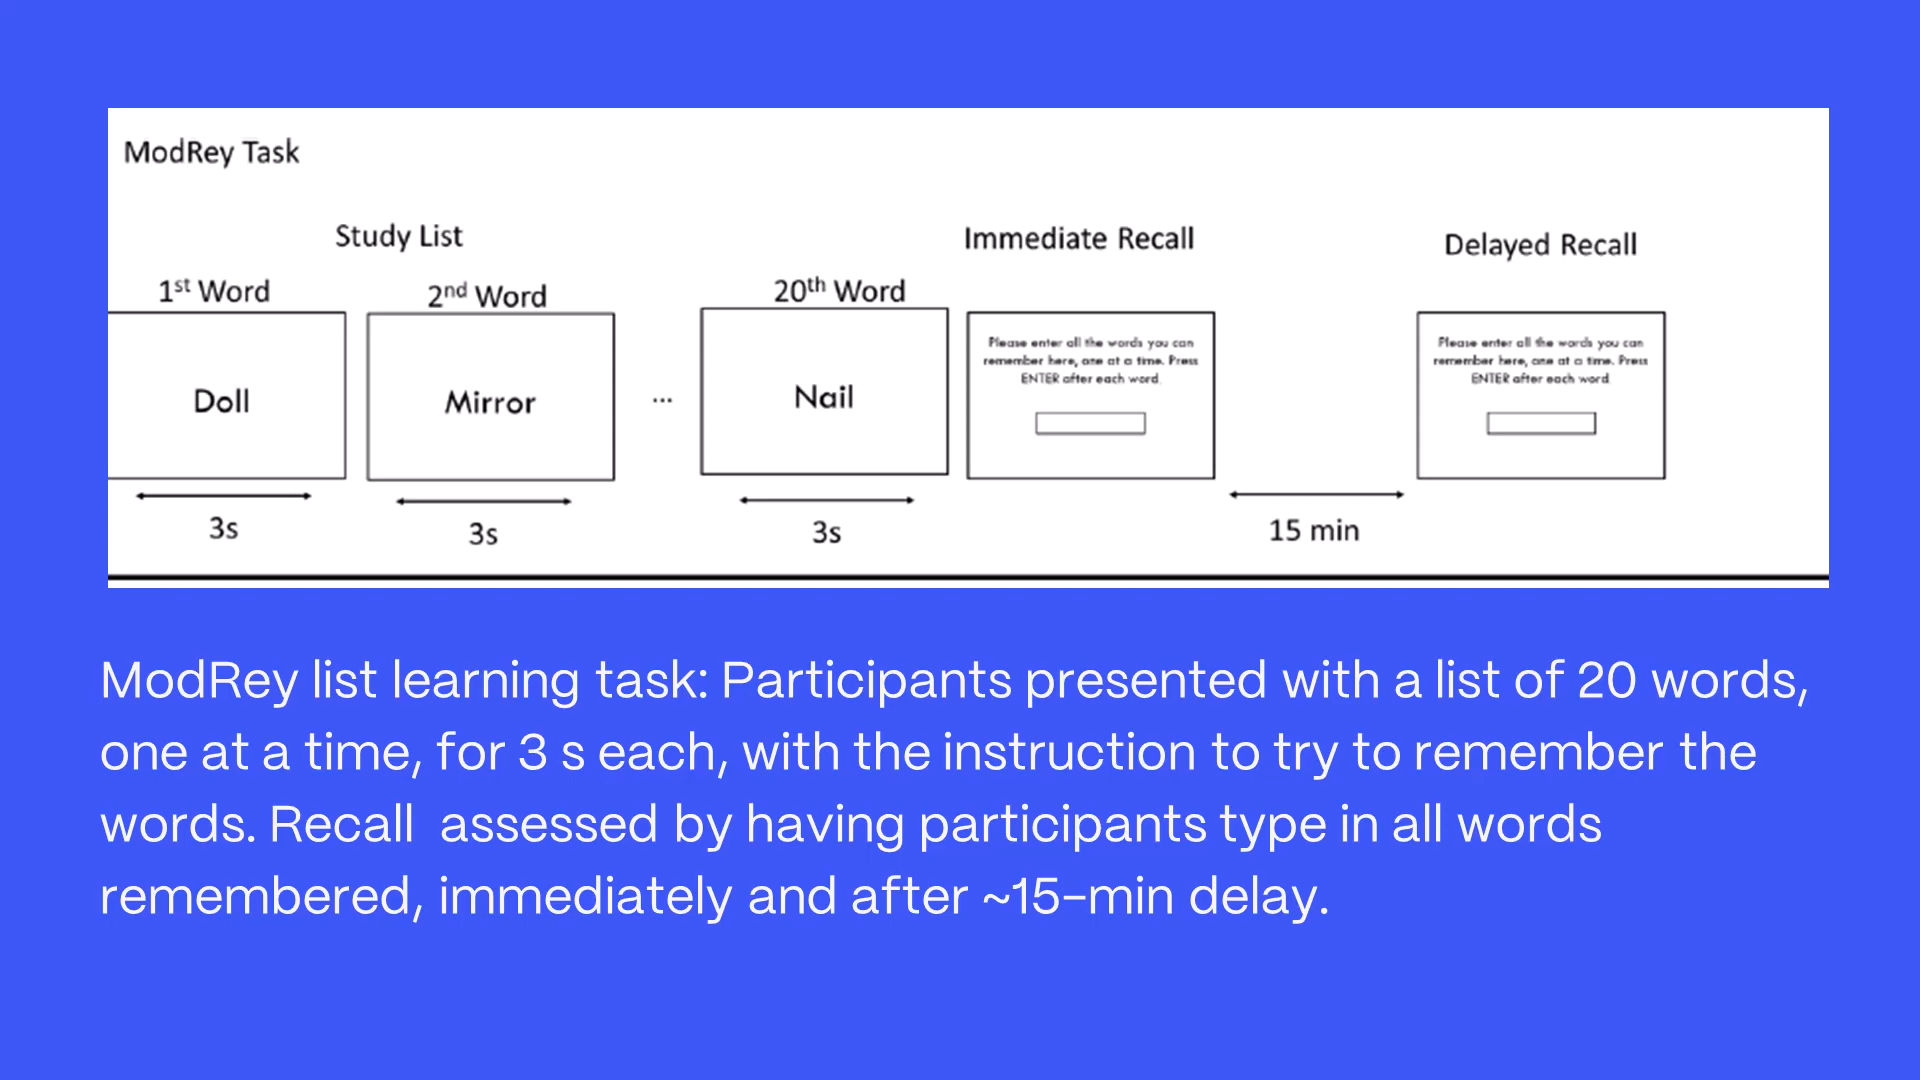 ModRey Task
Study List
Immediate Recall
Delayed Recall
1st Word
2nd Word
20th Word
Doll
Mirror
...
Nail
Please enter all the words you can
remember here, one at a time. Press
ENTER after each word.
Please enter all the words you can
remember here, one at a time. Press
ENTER after each word.
3s
3s
3s
15 min
ModRey list learning task: Participants presented with a list of 20 words,
one at a time, for 3 s each, with the instruction to try to remember the
words. Recall  assessed by having participants type in all words
remembered, immediately and after ~15-min delay.